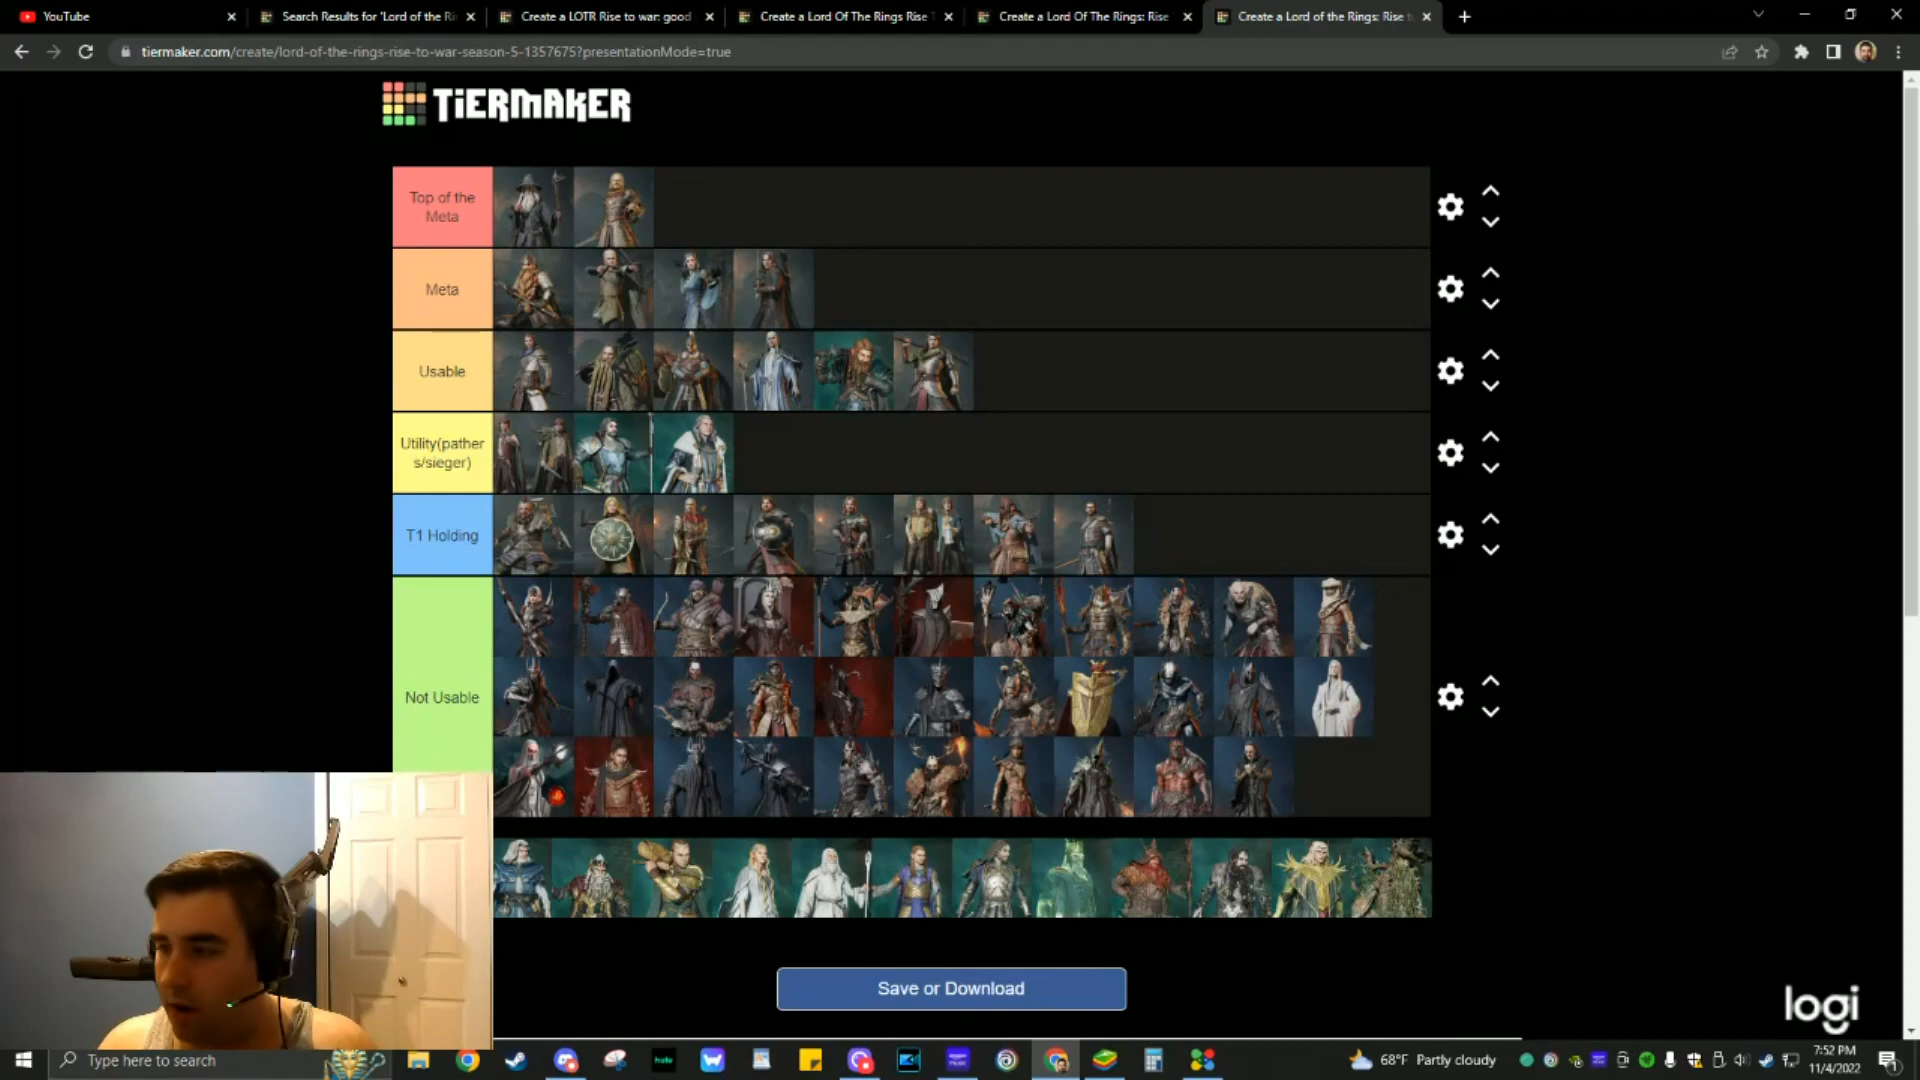 YouTube
Search Results for 'Lord of the Ri
Create a LOTR Rise to war: good
Create a Lord Of The Rings Rise T
Create a Lord Of The Rings: Rise
Create a Lord of the Rings: Rise t
tiermaker.com/create/lord-of-the-rings-rise-to-war-season-5-1357675?presentationMode=true
TiERMAKER
Top of the
Meta
Meta
Usable
Utility(pather
s/sieger)
T1 Holding
Not Usable
Save or Download
logi
Type here to search
hulu
68°F Partly cloudy
7:52 PM
11/4/2022